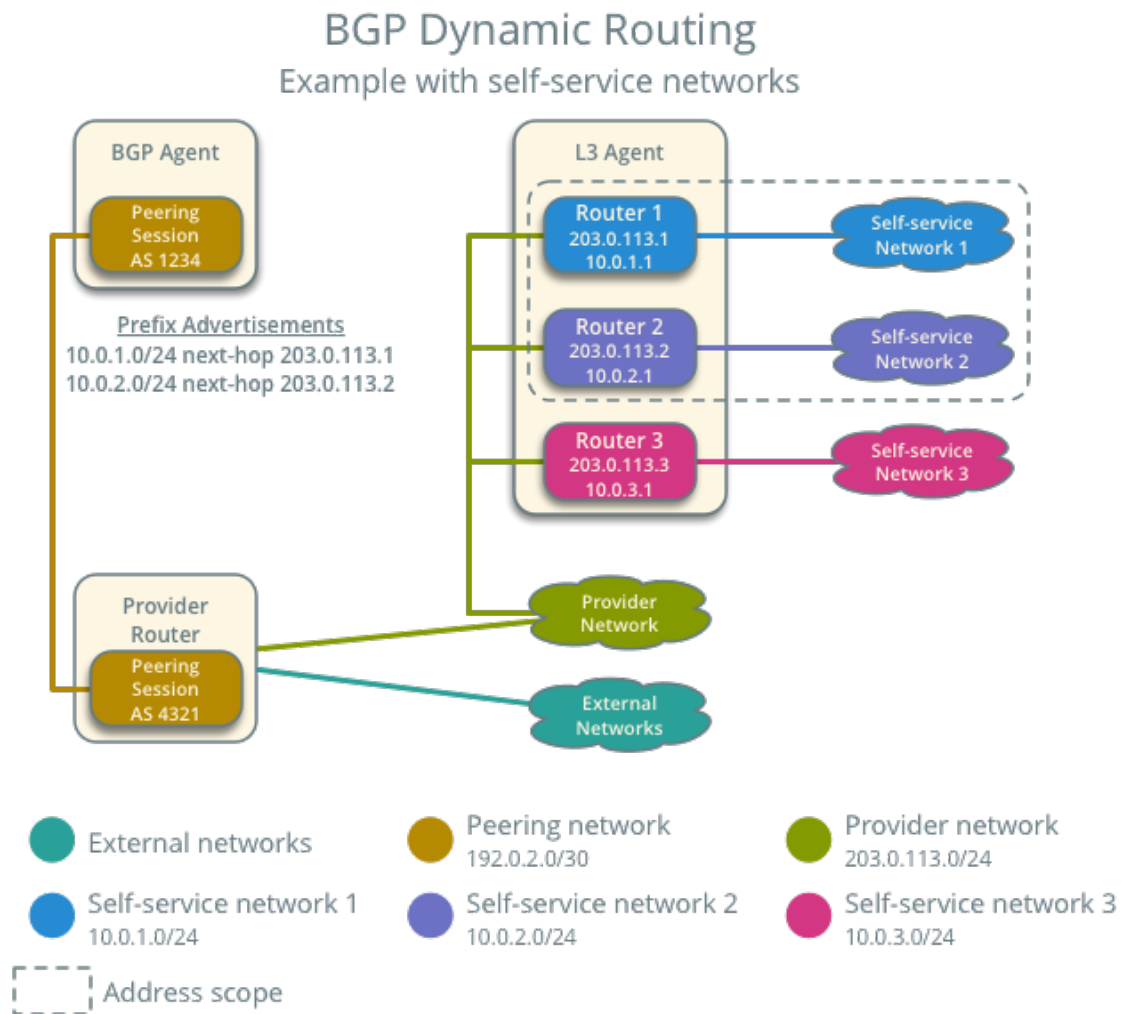 BGP Dynamic Routing
Example with self-service networks
BGP Agent
Peering
Session
AS 1234
Prefix Advertisements
10.0.1.0/24 next-hop 203.0.113.1
10.0.2.0/24 next-hop 203.0.113.2
L3 Agent
Router 1
203.0.113.1
10.0.1.1
Self-service
Network 1
Router 2
203.0.113.2
10.0.2.1
Self-service
Network 2
Router 3
203.0.113.3
10.0.3.1
Self-service
Network 3
Provider
Router
Peering
Session
AS 4321
Provider
Network
External
Networks
External networks
Peering network
192.0.2.0/30
Provider network
203.0.113.0/24
Self-service network 1
10.0.1.0/24
Self-service network 2
10.0.2.0/24
Self-service network 3
10.0.3.0/24
Address scope